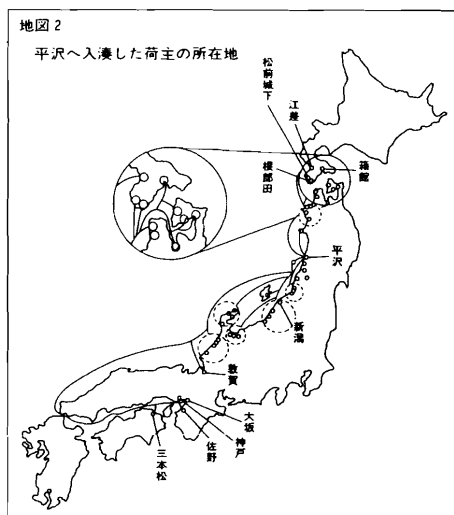 地図2
平沢へ入湊した荷主の所在地
松前城下
江差
箱館
檜部田
平沢
新潟
敦賀
大坂
神戸
佐野
三本松